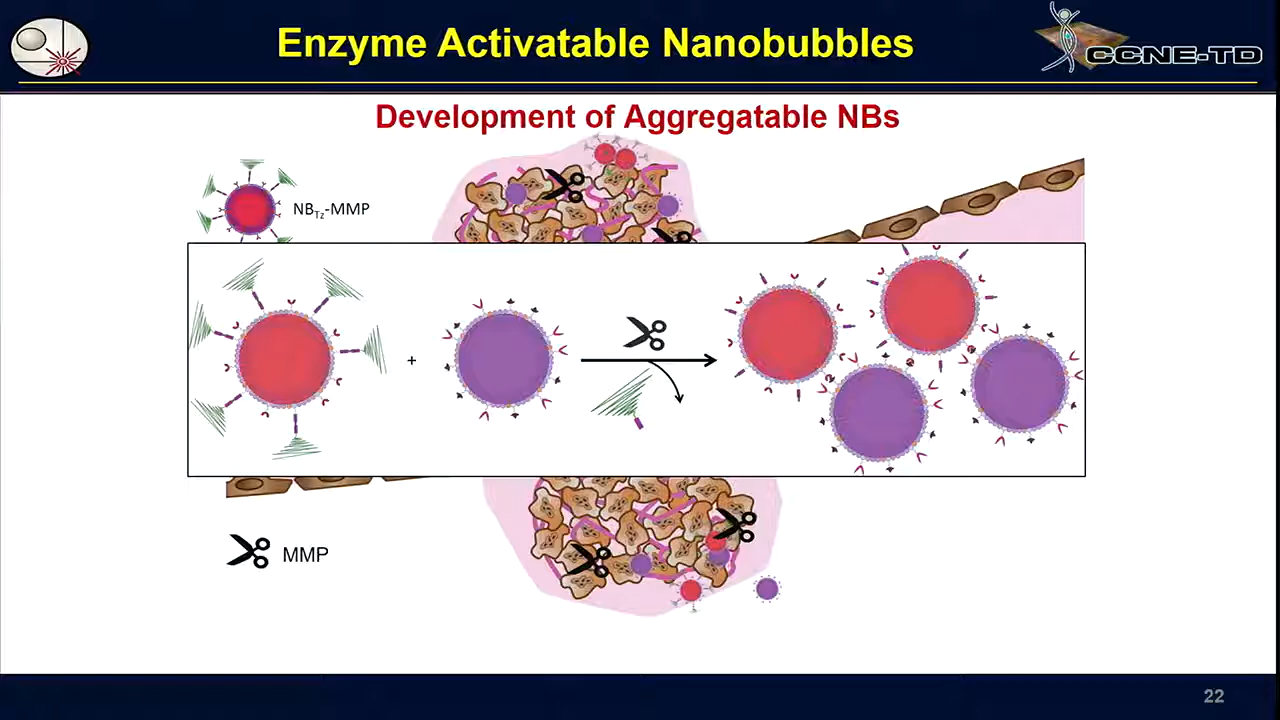 Enzyme Activatable Nanobubbles
CCNE-TD
Development of Aggregatable NBs
NBTz-MMP
+
MMP
22